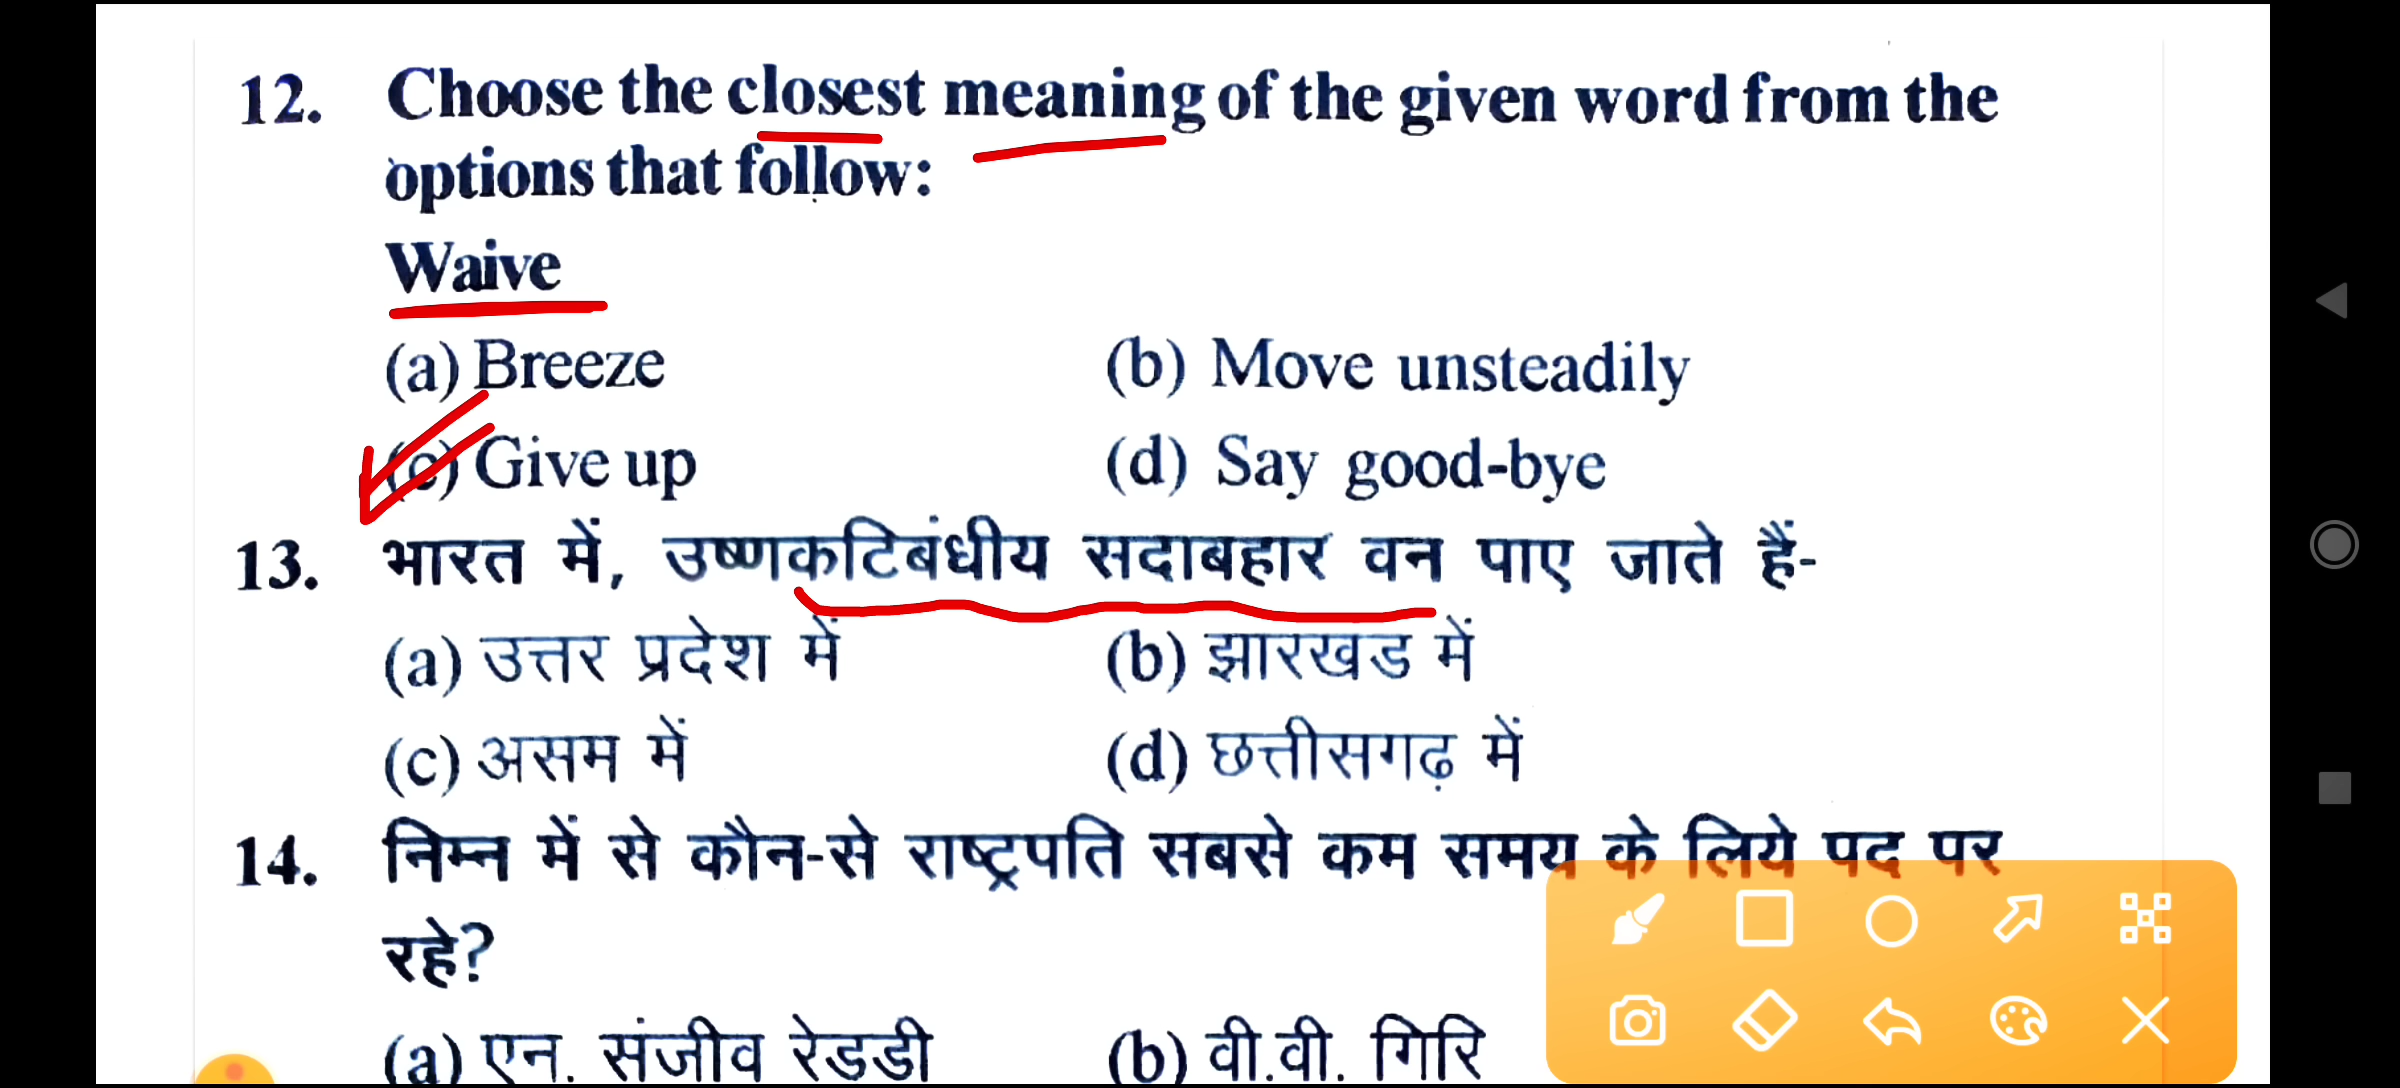 12. Choose the closest meaning of the given word from the
options that follow:
Waive
(a) Breeze (b) Move unsteadily
(c) Give up (d) Say good-bye
13. भारत में, उष्णकटिबंधीय सदाबहार वन पाए जाते हैं-
(a) उत्तर प्रदेश में (b) झारखड में
(c) असम में (d) छत्तीसगढ़ में
14. निम्न में से कौन-से राष्ट्रपति सबसे कम समय के लिये पद पर
रहे?
(a) एन. संजीव रेडडी (b) वी.वी. गिरि